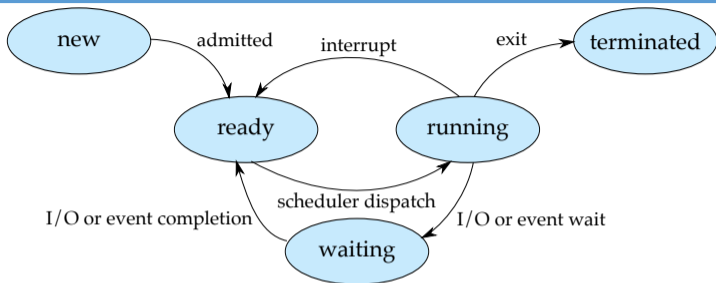 new
admitted
interrupt
exit
terminated
ready
running
scheduler dispatch
I/O or event completion
I/O or event wait
waiting